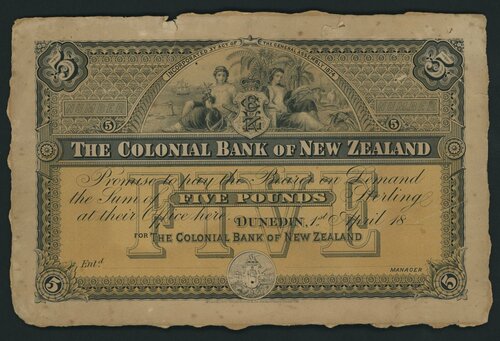 INCORPORATED BY ACT OF THE GENERAL ASSEMBLY 1874
£5 £5
5 5
THE COLONIAL BANK OF NEW ZEALAND
FIVE
Promise to pay the Bearer on Demand
the Sum of FIVE POUNDS Sterling
at their Office here DUNEDIN, 1st April 18
FOR THE COLONIAL BANK OF NEW ZEALAND
Entd.
MANAGER
5 5